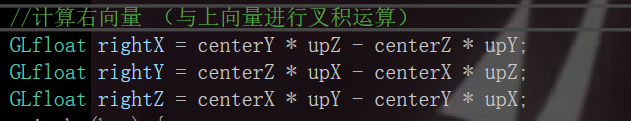 //计算右向量 （与上向量进行叉积运算）
GLfloat rightX = centerY * upZ - centerZ * upY;
GLfloat rightY = centerZ * upX - centerX * upZ;
GLfloat rightZ = centerX * upY - centerY * upX;